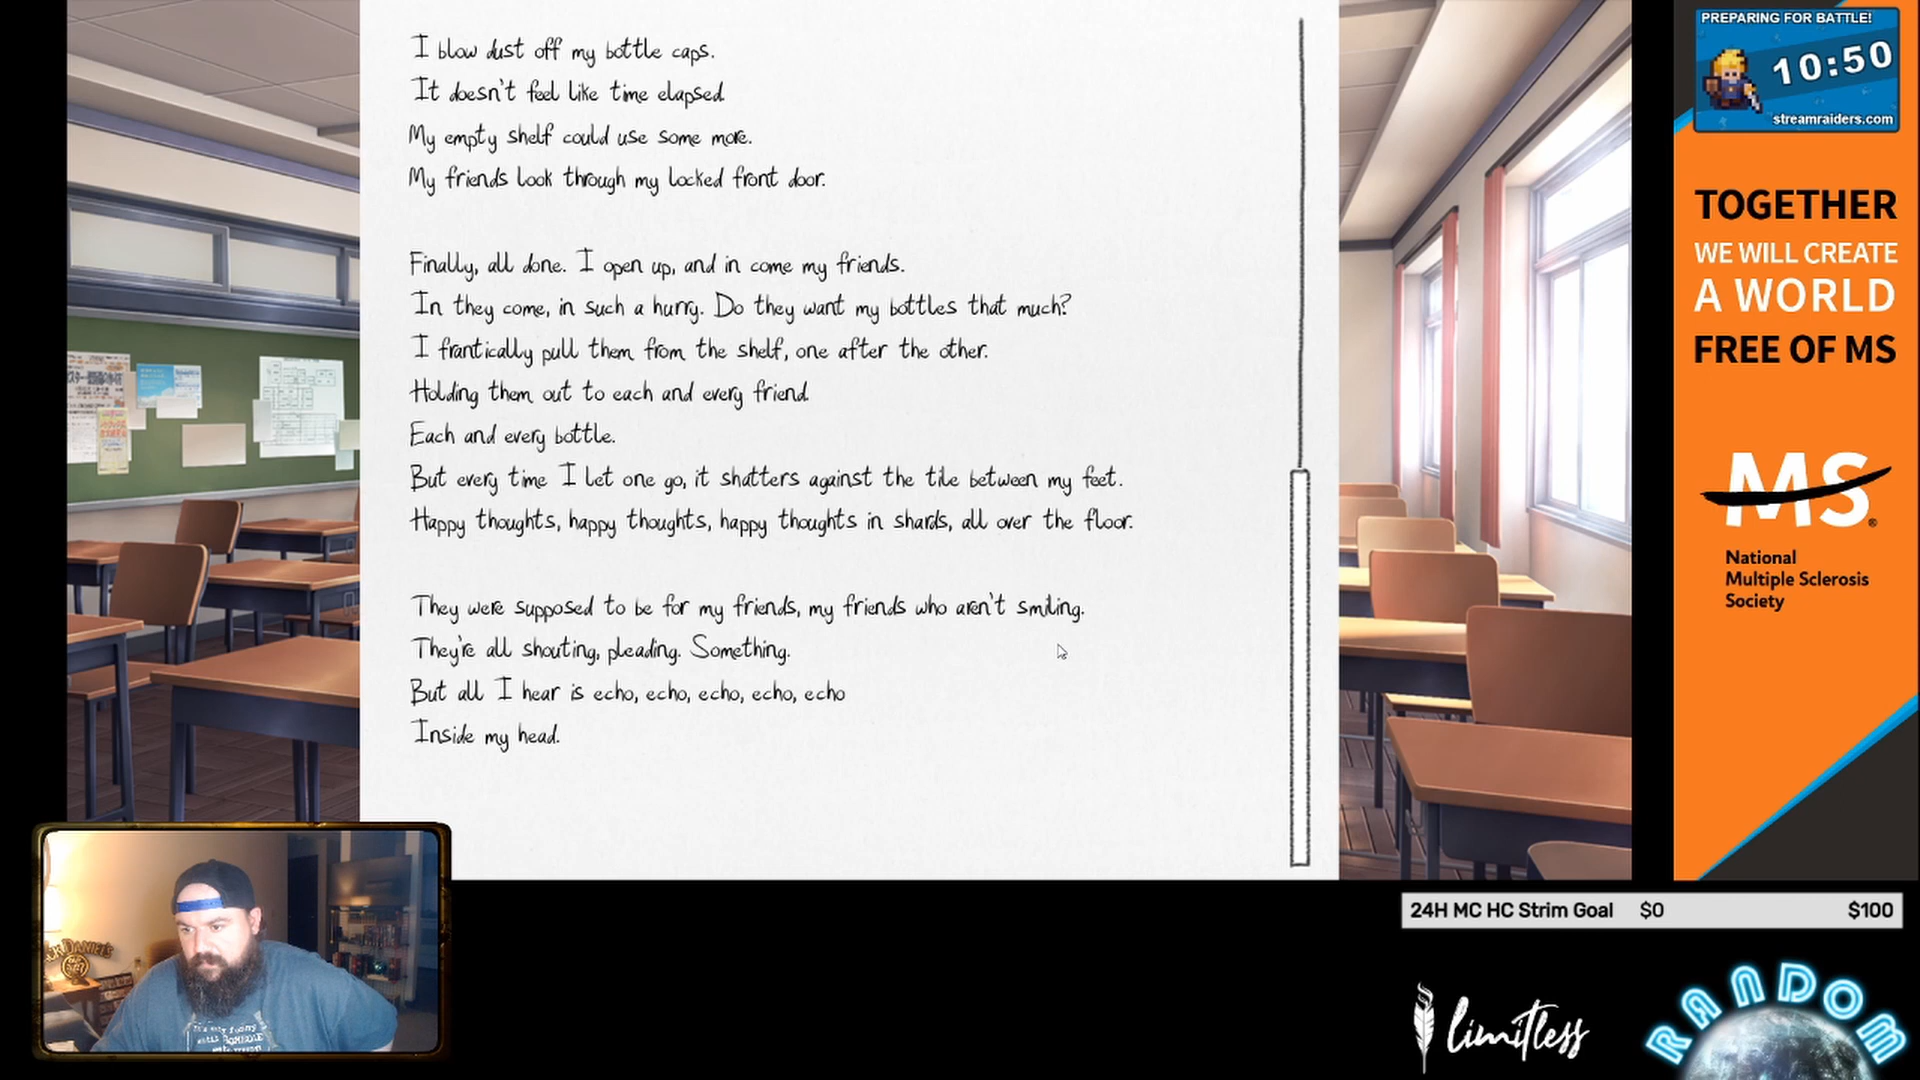 I blow dust off my bottle caps.
It doesn't feel like time elapsed.
My empty shelf could use some more.
My friends look through my locked front door.
Finally, all done. I open up, and in come my friends.
In they come, in such a hurry. Do they want my bottles that much?
I frantically pull them from the shelf, one after the other.
Holding them out to each and every friend.
Each and every bottle.
But every time I let one go, it shatters against the tile between my feet.
Happy thoughts, happy thoughts, happy thoughts in shards, all over the floor.
They were supposed to be for my friends, my friends who aren't smiling.
They're all shouting, pleading. Something.
But all I hear is echo, echo, echo, echo, echo
Inside my head.
PREPARING FOR BATTLE!
10:50
streamraiders.com
TOGETHER
WE WILL CREATE
A WORLD
FREE OF MS
MS
National
Multiple Sclerosis
Society
24H MC HC Strim Goal $0 $100
limitless
RANDOM